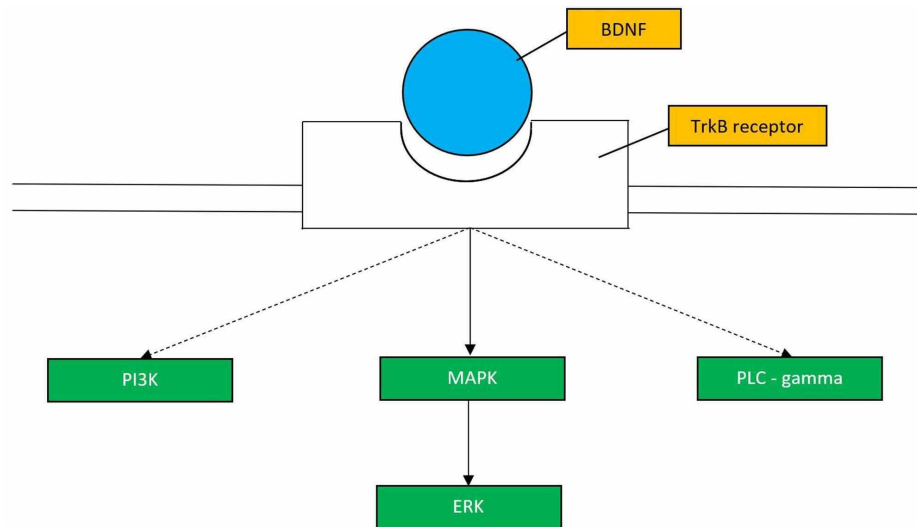 BDNF
TrkB receptor
PI3K
MAPK
PLC - gamma
ERK